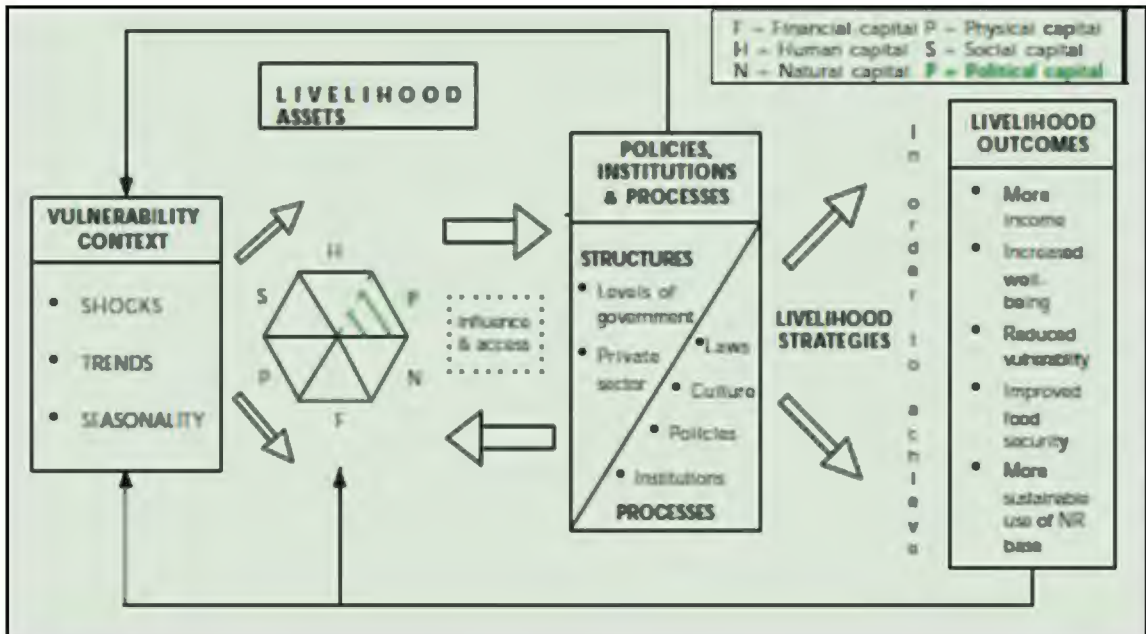 F – Financial capital P – Physical capital
H – Human capital S – Social capital
N – Natural capital P – Political capital
LIVELIHOOD
ASSETS
VULNERABILITY
CONTEXT
• SHOCKS
• TRENDS
• SEASONALITY
H
S
P
P
N
F
Influence
& access
POLICIES,
INSTITUTIONS
& PROCESSES
STRUCTURES
• Levels of
government
• Private
sector
• Laws
• Culture
• Policies
• Institutions
PROCESSES
LIVELIHOOD
STRATEGIES
In order to achieve
LIVELIHOOD
OUTCOMES
• More
income
• Increased
well-
being
• Reduced
vulnerability
• Improved
food
security
• More
sustainable
use of NR
base